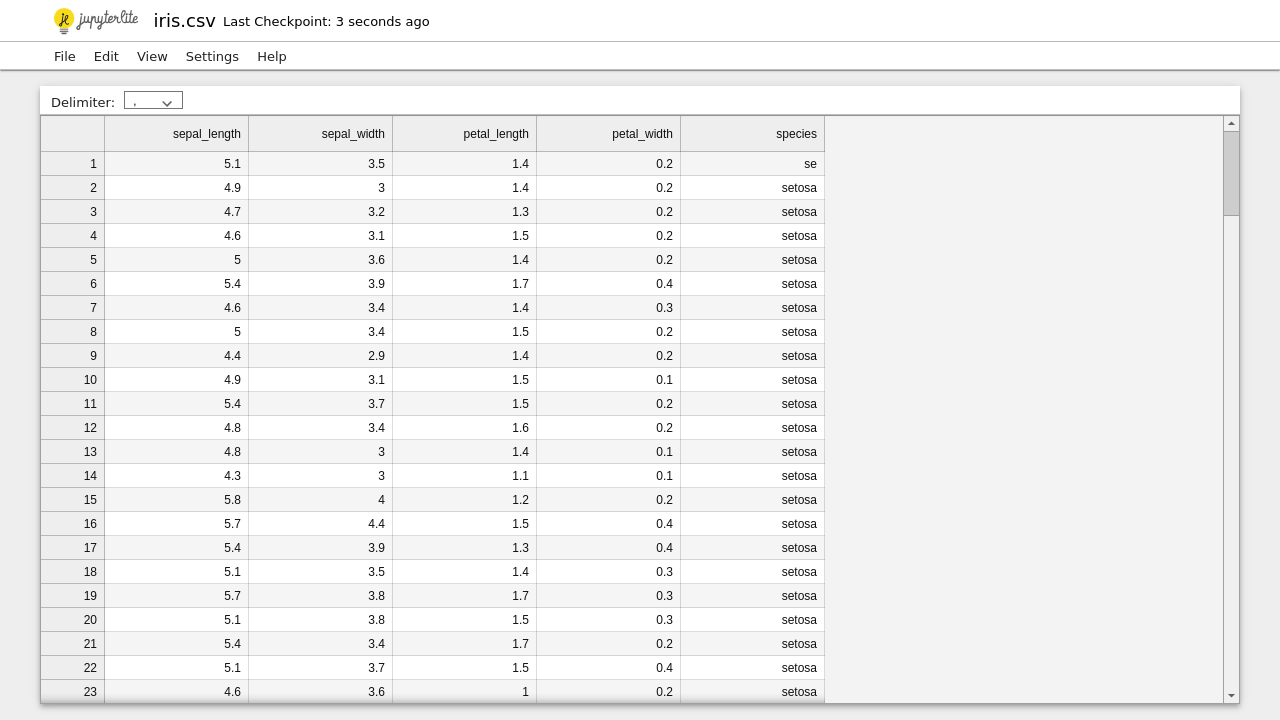 jupyterlite iris.csv Last Checkpoint: 3 seconds ago
File Edit View Settings Help
Delimiter: ,
sepal_length sepal_width petal_length petal_width species
1 5.1 3.5 1.4 0.2 se
2 4.9 3 1.4 0.2 setosa
3 4.7 3.2 1.3 0.2 setosa
4 4.6 3.1 1.5 0.2 setosa
5 5 3.6 1.4 0.2 setosa
6 5.4 3.9 1.7 0.4 setosa
7 4.6 3.4 1.4 0.3 setosa
8 5 3.4 1.5 0.2 setosa
9 4.4 2.9 1.4 0.2 setosa
10 4.9 3.1 1.5 0.1 setosa
11 5.4 3.7 1.5 0.2 setosa
12 4.8 3.4 1.6 0.2 setosa
13 4.8 3 1.4 0.1 setosa
14 4.3 3 1.1 0.1 setosa
15 5.8 4 1.2 0.2 setosa
16 5.7 4.4 1.5 0.4 setosa
17 5.4 3.9 1.3 0.4 setosa
18 5.1 3.5 1.4 0.3 setosa
19 5.7 3.8 1.7 0.3 setosa
20 5.1 3.8 1.5 0.3 setosa
21 5.4 3.4 1.7 0.2 setosa
22 5.1 3.7 1.5 0.4 setosa
23 4.6 3.6 1 0.2 setosa